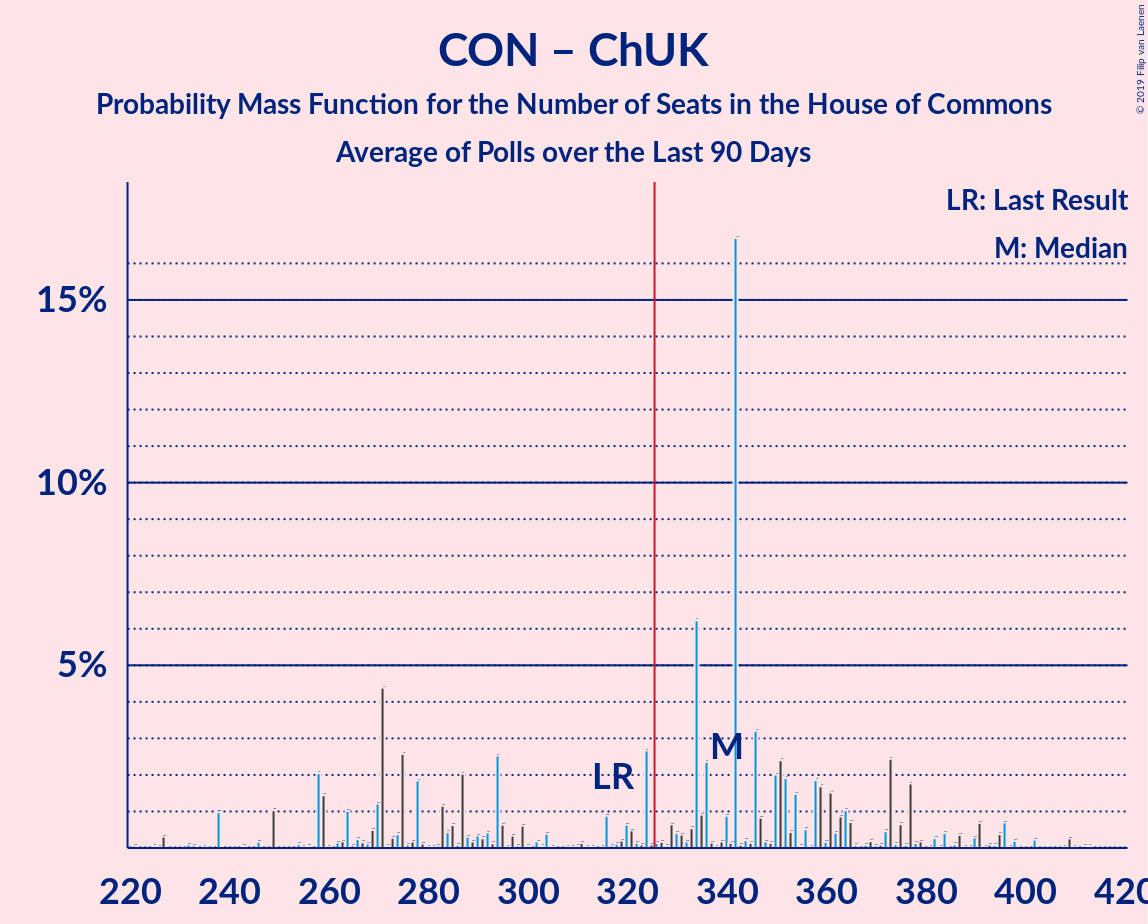 CON – ChUK
Probability Mass Function for the Number of Seats in the House of Commons
Average of Polls over the Last 90 Days
© 2019 Filip van Laenen
LR: Last Result
M: Median
15%
10%
5%
LR
M
220 240 260 280 300 320 340 360 380 400 420